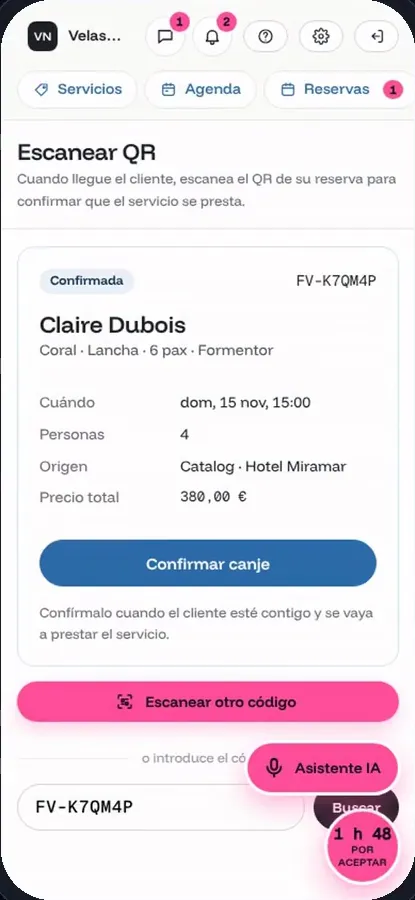 VN Velas... 1 2
Servicios Agenda Reservas 1
Escanear QR
Cuando llegue el cliente, escanea el QR de su reserva para
confirmar que el servicio se presta.
Confirmada FV-K7QM4P
Claire Dubois
Coral · Lancha · 6 pax · Formentor
Cuándo dom, 15 nov, 15:00
Personas 4
Origen Catalog · Hotel Miramar
Precio total 380,00 €
Confirmar canje
Confírmalo cuando el cliente esté contigo y se vaya
a prestar el servicio.
Escanear otro código
o introduce el có
Asistente IA
FV-K7QM4P Buscar
1 h 48
POR
ACEPTAR